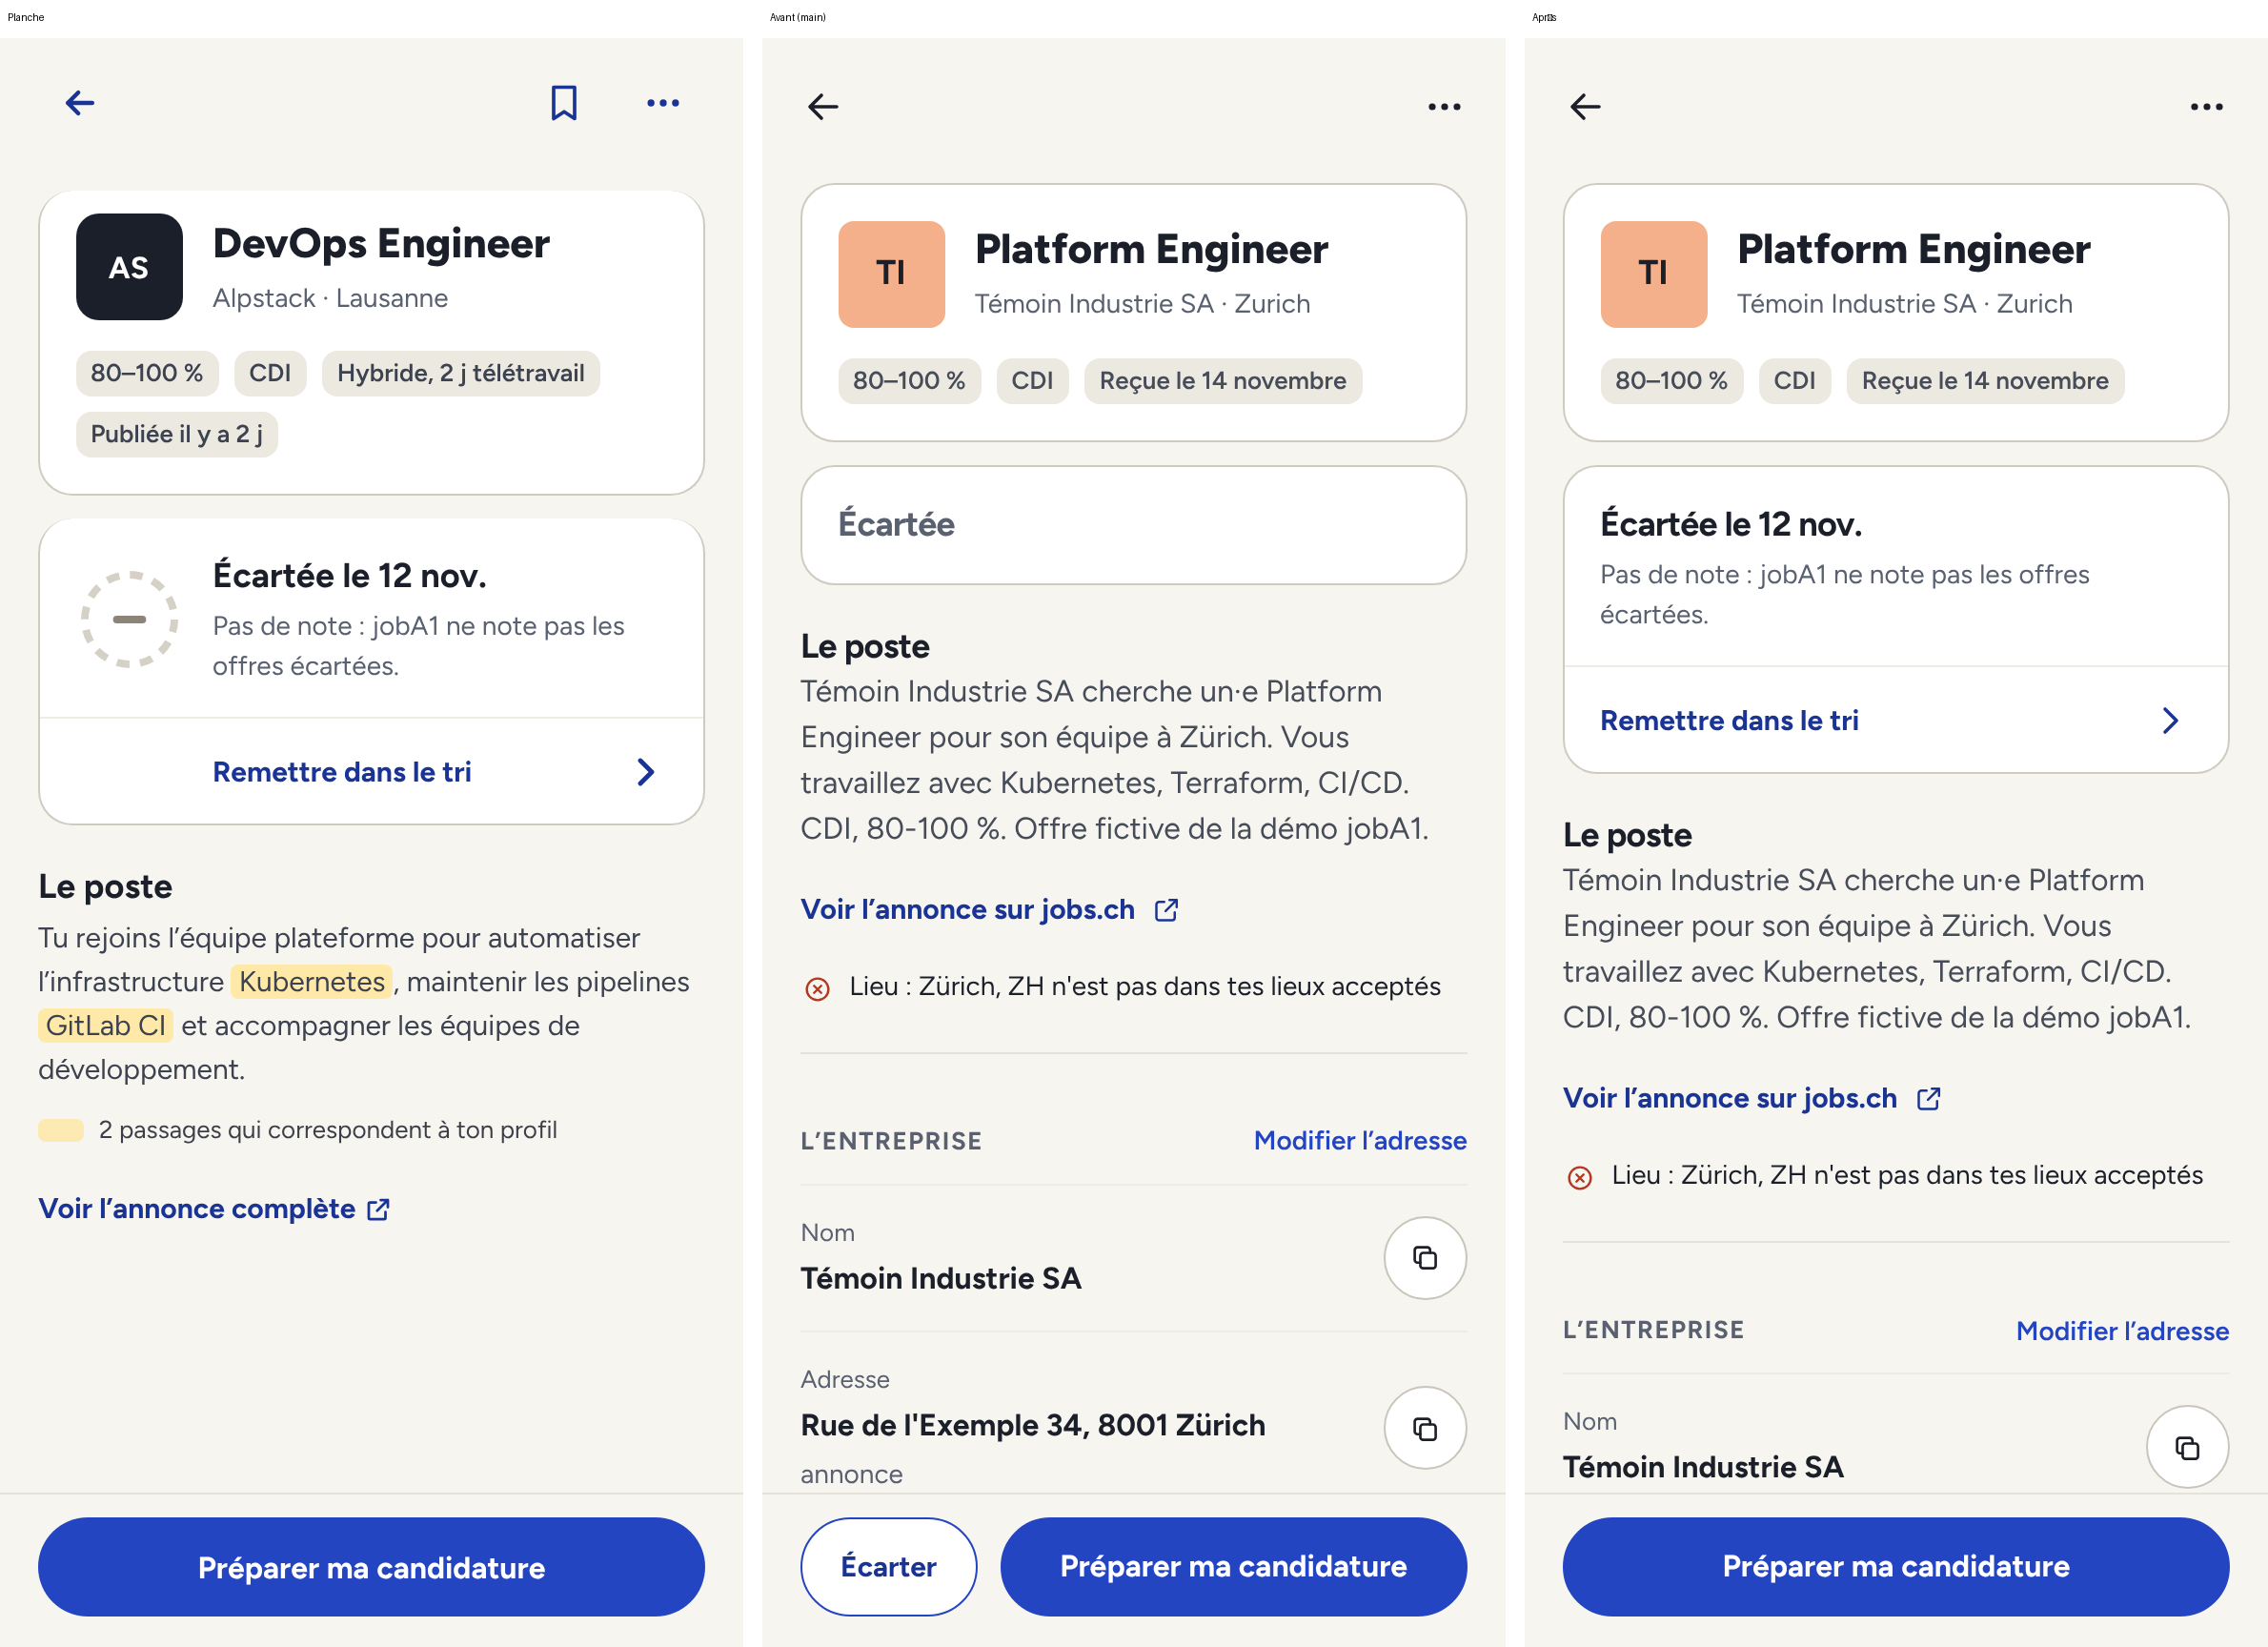 Planche
AS
DevOps Engineer
Alpstack · Lausanne
80–100 %
CDI
Hybride, 2 j télétravail
Publiée il y a 2 j
Écartée le 12 nov.
Pas de note : jobA1 ne note pas les
offres écartées.
Remettre dans le tri
Le poste
Tu rejoins l’équipe plateforme pour automatiser
l’infrastructure Kubernetes, maintenir les pipelines
GitLab CI et accompagner les équipes de
développement.
2 passages qui correspondent à ton profil
Voir l’annonce complète
Préparer ma candidature
Avant (main)
TI
Platform Engineer
Témoin Industrie SA · Zurich
80–100 %
CDI
Reçue le 14 novembre
Écartée
Le poste
Témoin Industrie SA cherche un·e Platform
Engineer pour son équipe à Zürich. Vous
travaillez avec Kubernetes, Terraform, CI/CD.
CDI, 80-100 %. Offre fictive de la démo jobA1.
Voir l’annonce sur jobs.ch
Lieu : Zürich, ZH n'est pas dans tes lieux acceptés
L’ENTREPRISE
Modifier l’adresse
Nom
Témoin Industrie SA
Adresse
Rue de l'Exemple 34, 8001 Zürich
annonce
Écarter
Préparer ma candidature
TI
Platform Engineer
Témoin Industrie SA · Zurich
80–100 %
CDI
Reçue le 14 novembre
Écartée le 12 nov.
Pas de note : jobA1 ne note pas les offres
écartées.
Remettre dans le tri
Le poste
Témoin Industrie SA cherche un·e Platform
Engineer pour son équipe à Zürich. Vous
travaillez avec Kubernetes, Terraform, CI/CD.
CDI, 80-100 %. Offre fictive de la démo jobA1.
Voir l’annonce sur jobs.ch
Lieu : Zürich, ZH n'est pas dans tes lieux acceptés
L’ENTREPRISE
Modifier l’adresse
Nom
Témoin Industrie SA
Préparer ma candidature